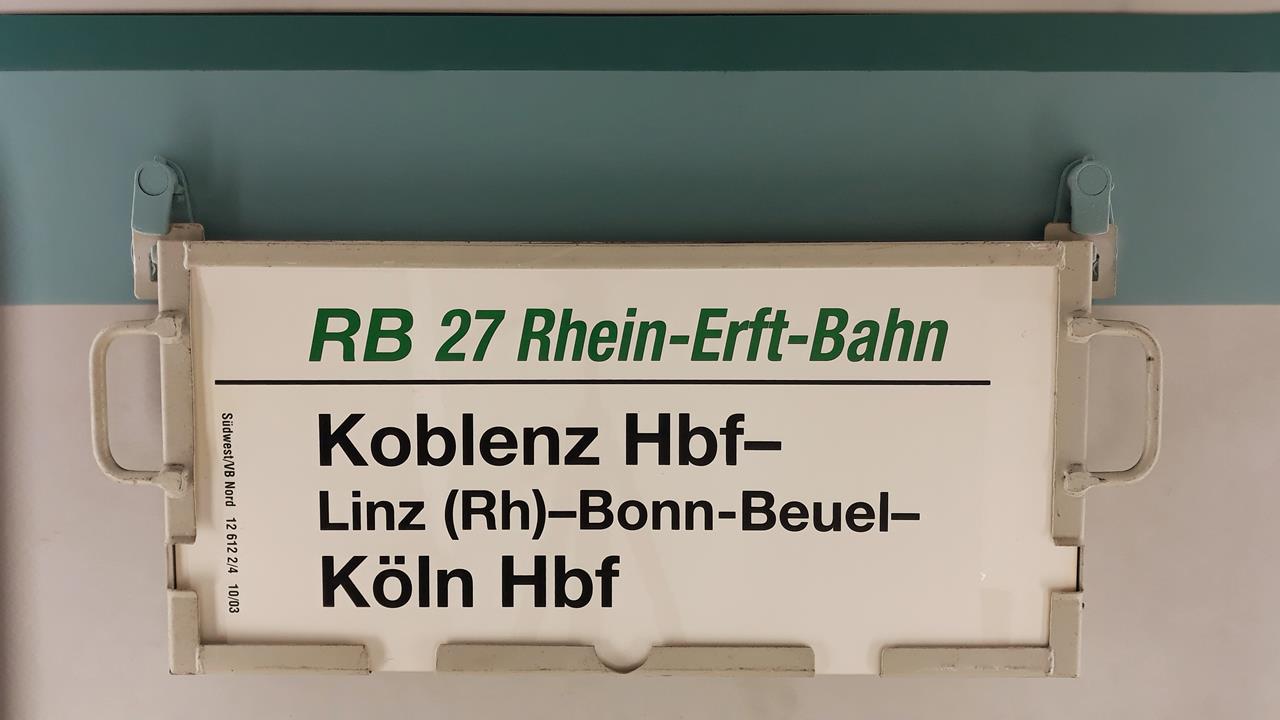 RB 27 Rhein-Erft-Bahn
Koblenz Hbf–
Linz (Rh)–Bonn-Beuel–
Köln Hbf
Südwest/VB Nord 12 612 2/4 10/03